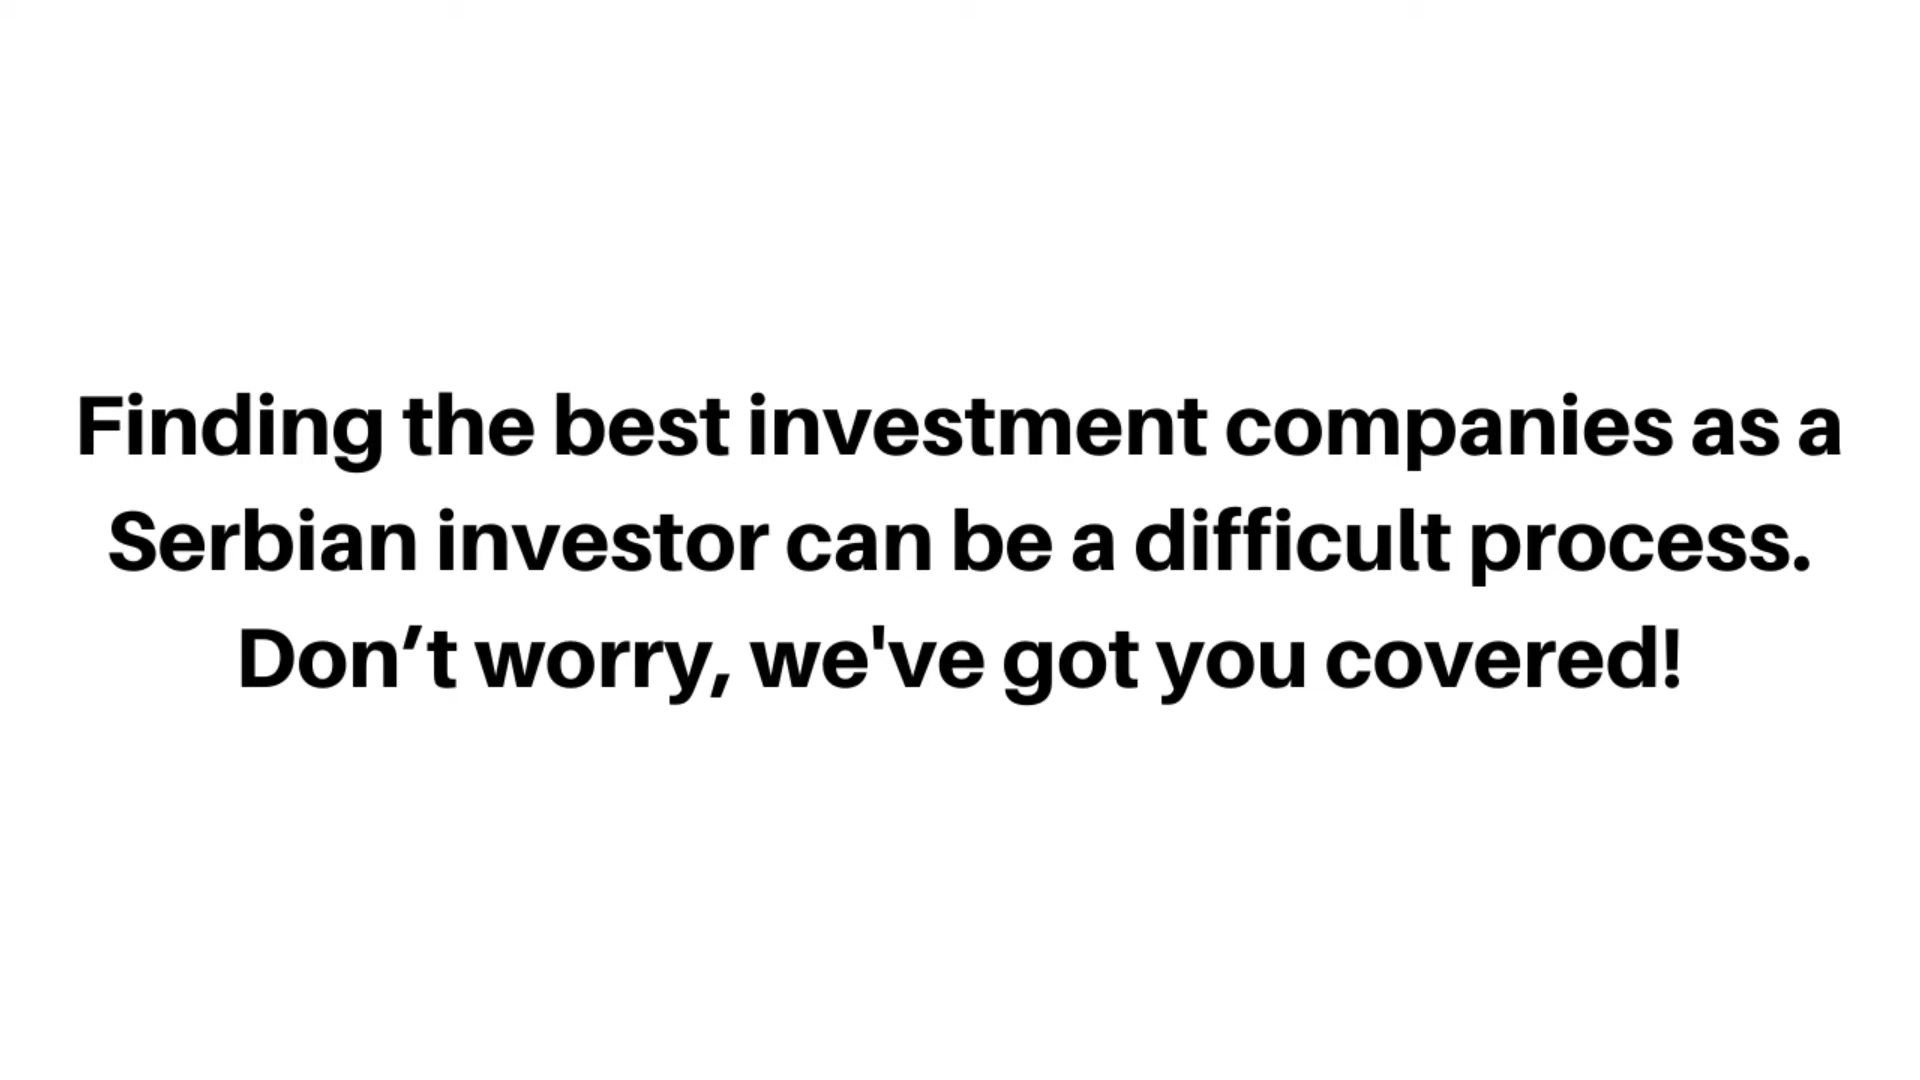 Finding the best investment companies as a
Serbian investor can be a difficult process.
Don’t worry, we've got you covered!